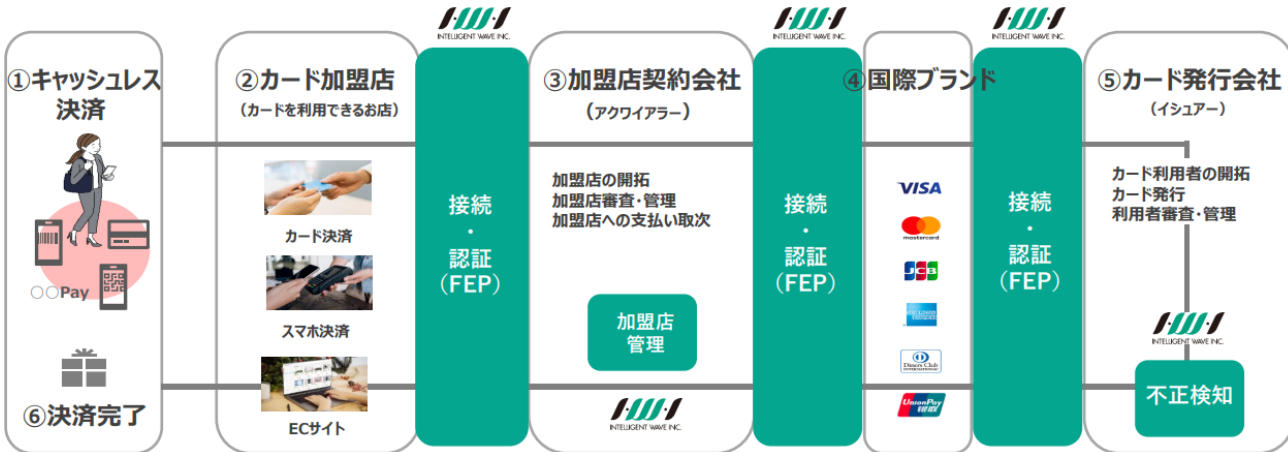 INTELLIGENT WAVE INC.
INTELLIGENT WAVE INC.
INTELLIGENT WAVE INC.
①キャッシュレス
決済
○○Pay
⑥決済完了
②カード加盟店
(カードを利用できるお店)
カード決済
スマホ決済
ECサイト
接続
・
認証
(FEP)
③加盟店契約会社
(アクワイアラー)
加盟店の開拓
加盟店審査・管理
加盟店への支払い取次
加盟店
管理
INTELLIGENT WAVE INC.
接続
・
認証
(FEP)
④国際ブランド
VISA
mastercard
JCB
AMERICAN EXPRESS
Diners Club
INTERNATIONAL
UnionPay
银联
接続
・
認証
(FEP)
⑤カード発行会社
(イシュアー)
カード利用者の開拓
カード発行
利用者審査・管理
INTELLIGENT WAVE INC.
不正検知